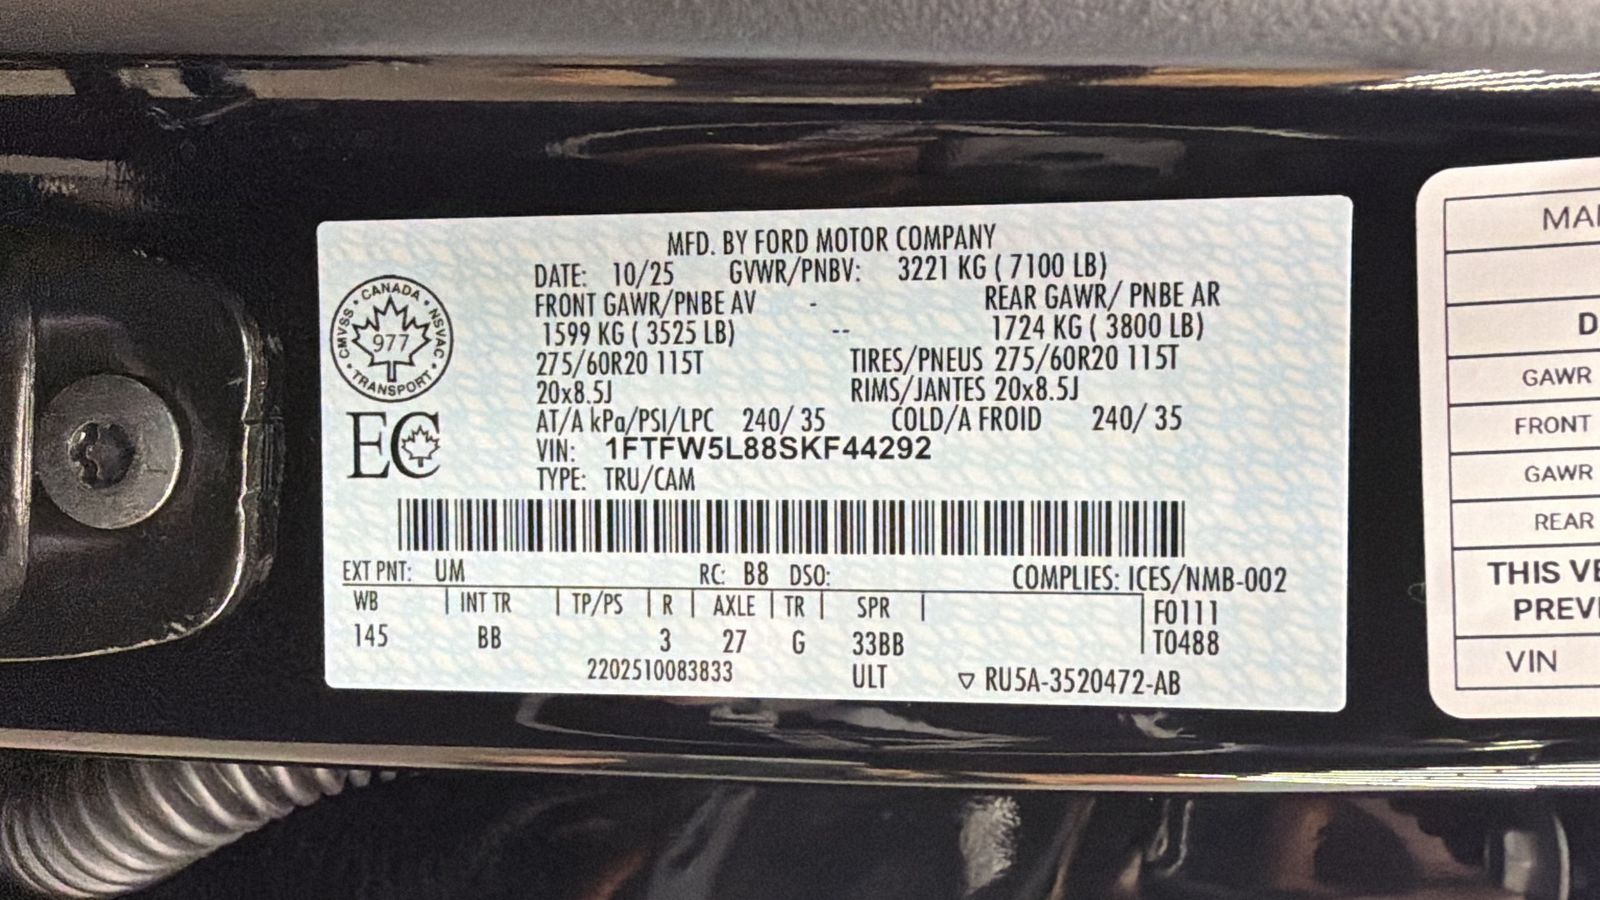 MFD. BY FORD MOTOR COMPANY
DATE: 10/25 GVWR/PNBV: 3221 KG ( 7100 LB)
FRONT GAWR/PNBE AV - REAR GAWR/ PNBE AR
1599 KG ( 3525 LB) -- 1724 KG ( 3800 LB)
275/60R20 115T TIRES/PNEUS 275/60R20 115T
20x8.5J RIMS/JANTES 20x8.5J
AT/A kPa/PSI/LPC 240/ 35 COLD/A FROID 240/ 35
VIN: 1FTFW5L88SKF44292
TYPE: TRU/CAM
CANADA
CMVSS NSVAC
977
TRANSPORT
EC
EXT PNT: UM RC: B8 DSO: COMPLIES: ICES/NMB-002
WB | INT TR | TP/PS | R | AXLE | TR | SPR | F0111
145 BB 3 27 G 33BB T0488
2202510083833 ULT ▽ RU5A-3520472-AB
MA
D
GAWR
FRONT
GAWR
REAR
THIS VE
PREV
VIN